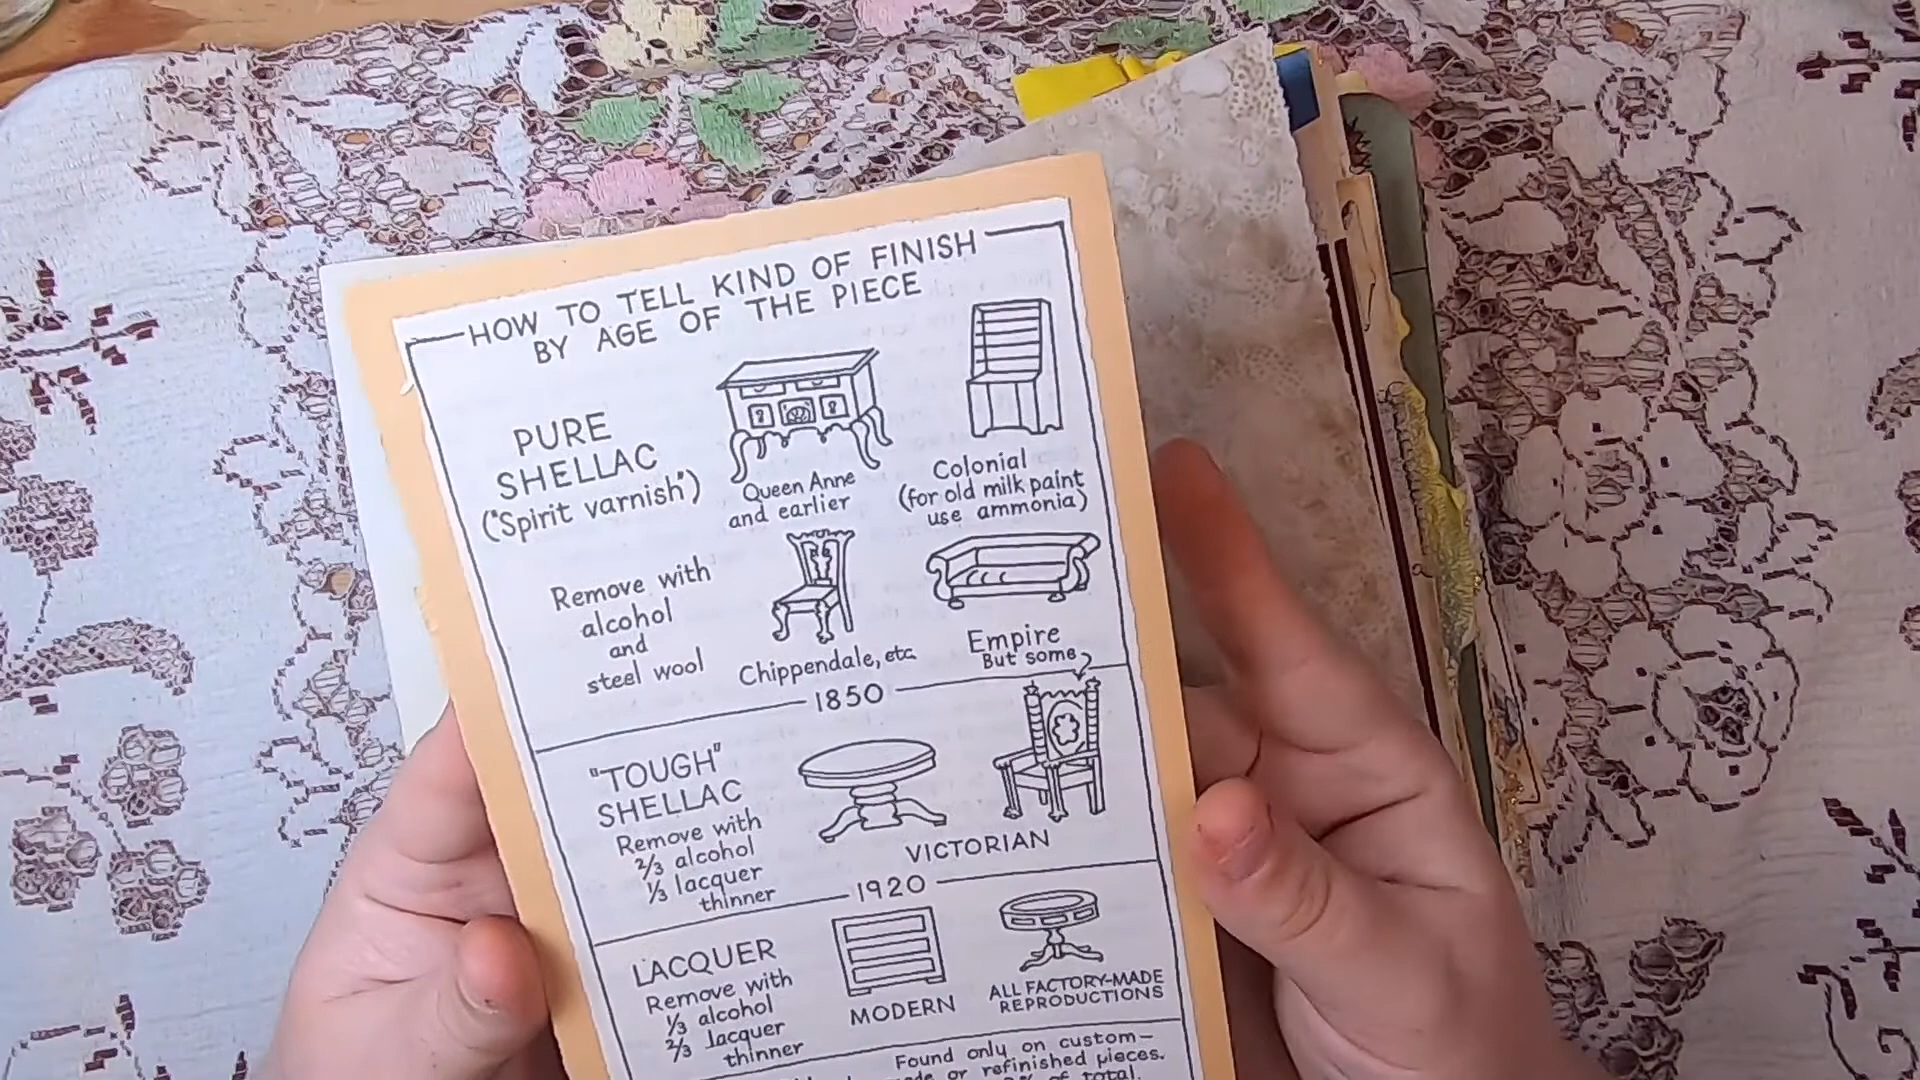 HOW TO TELL KIND OF FINISH
BY AGE OF THE PIECE
PURE
SHELLAC
("Spirit varnish")
Remove with
alcohol
and
steel wool
Queen Anne
and earlier
Colonial
(for old milk paint
use ammonia)
Chippendale, etc.
Empire
But some
1850
"TOUGH"
SHELLAC
Remove with
2/3 alcohol
1/3 lacquer
thinner
VICTORIAN
1920
LACQUER
Remove with
1/3 alcohol
2/3 lacquer
thinner
MODERN
ALL FACTORY-MADE
REPRODUCTIONS
Found only on custom-
or refinished pieces.
of total.